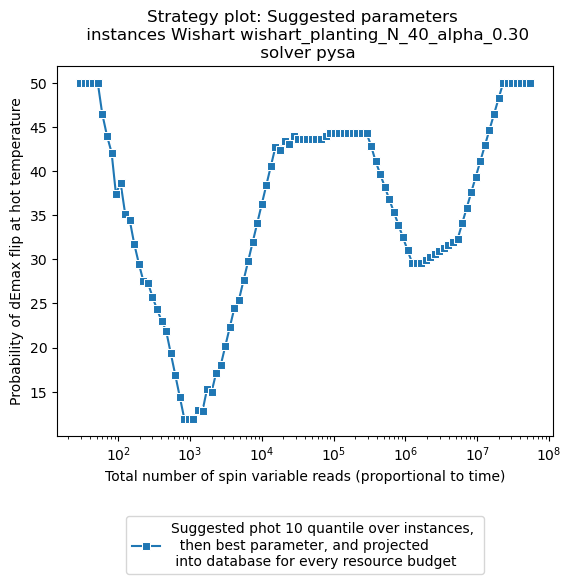 Strategy plot: Suggested parameters
instances Wishart wishart_planting_N_40_alpha_0.30
solver pysa
Probability of dEmax flip at hot temperature
50
45
40
35
30
25
20
15
10²
10³
10⁴
10⁵
10⁶
10⁷
10⁸
Total number of spin variable reads (proportional to time)
Suggested phot 10 quantile over instances,
then best parameter, and projected
into database for every resource budget